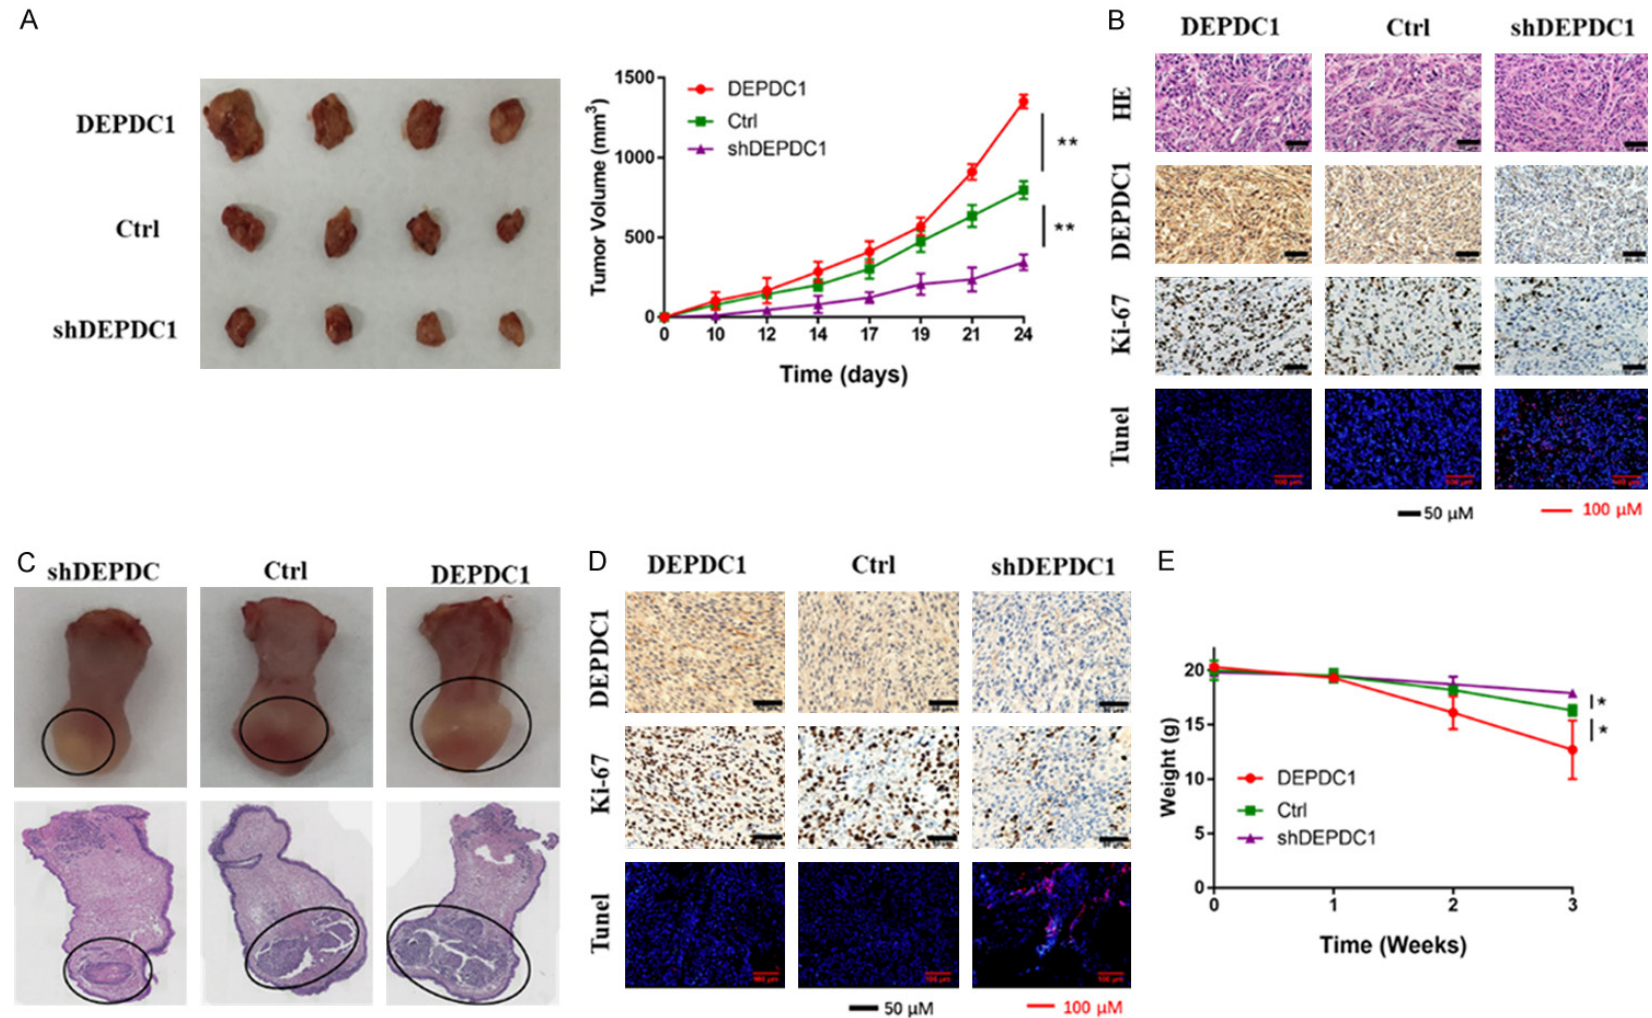 A
DEPDC1
Ctrl
shDEPDC1
Tumor Volume (mm3)
1500
1000
500
0
DEPDC1
Ctrl
shDEPDC1
**
**
0 10 12 14 17 19 21 24
Time (days)
B
DEPDC1 Ctrl shDEPDC1
HE
DEPDC1
Ki-67
Tunel
50 μM 100 μM
C
shDEPDC Ctrl DEPDC1
D
DEPDC1 Ctrl shDEPDC1
DEPDC1
Ki-67
Tunel
50 μM 100 μM
E
Weight (g)
20
15
10
5
0
*
*
DEPDC1
Ctrl
shDEPDC1
0 1 2 3
Time (Weeks)